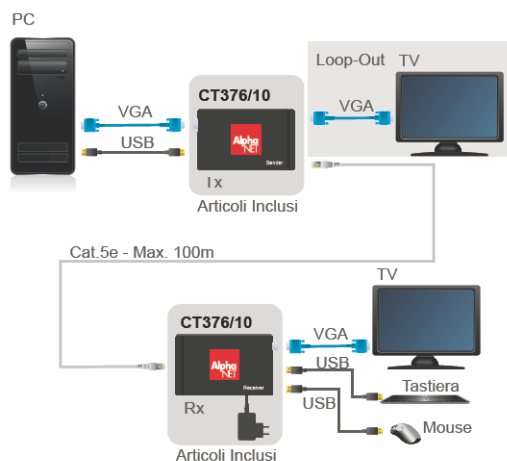 PC
Loop-Out TV
CT376/10
VGA
VGA
USB
Alpha
NET
Sender
Tx
Articoli Inclusi
Cat.5e - Max. 100m
TV
CT376/10
VGA
Alpha
NET
USB
Receiver
Tastiera
Rx
USB
Mouse
Articoli Inclusi